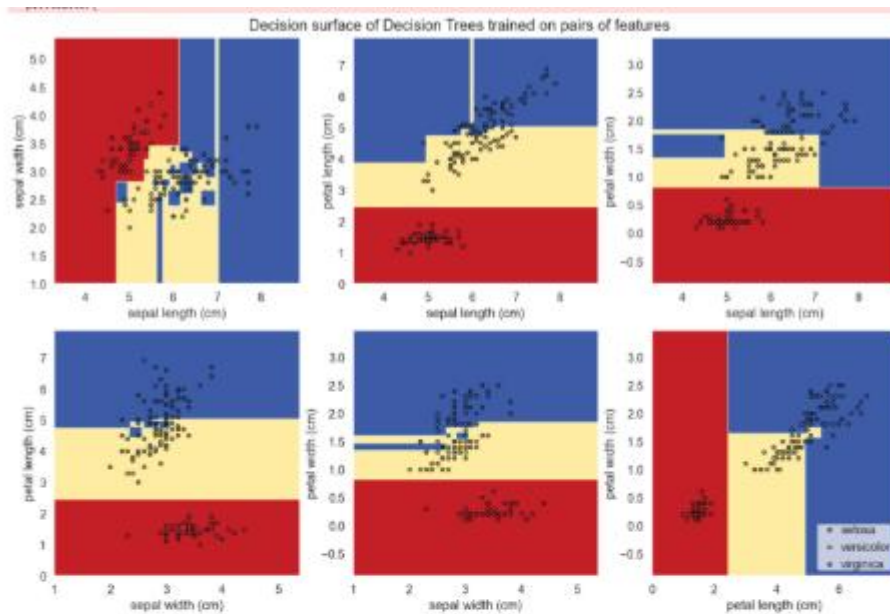 Decision surface of Decision Trees trained on pairs of features
5.0
4.5
4.0
3.5
3.0
2.5
2.0
1.5
1.0
sepal width (cm)
4 5 6 7 8
sepal length (cm)
7
6
5
4
3
2
1
0
petal length (cm)
4 5 6 7 8
sepal length (cm)
3.0
2.5
2.0
1.5
1.0
0.5
0.0
−0.5
petal width (cm)
4 5 6 7 8
sepal length (cm)
7
6
5
4
3
2
1
0
petal length (cm)
1 2 3 4 5
sepal width (cm)
3.0
2.5
2.0
1.5
1.0
0.5
0.0
−0.5
petal width (cm)
1 2 3 4 5
sepal width (cm)
3.0
2.5
2.0
1.5
1.0
0.5
0.0
−0.5
petal width (cm)
0 2 4 6
petal length (cm)
setosa
versicolor
virginica